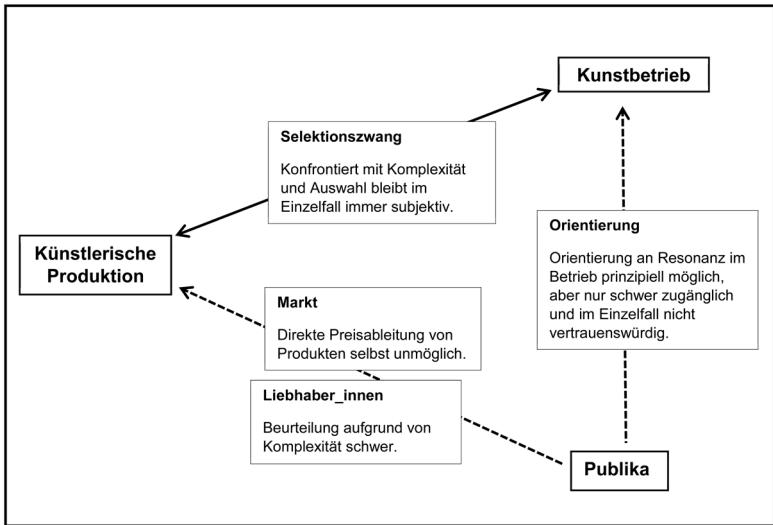 Kunstbetrieb
Selektionszwang
Konfrontiert mit Komplexität
und Auswahl bleibt im
Einzelfall immer subjektiv.
Künstlerische
Produktion
Orientierung
Orientierung an Resonanz im
Betrieb prinzipiell möglich,
aber nur schwer zugänglich
und im Einzelfall nicht
vertrauenswürdig.
Markt
Direkte Preisableitung von
Produkten selbst unmöglich.
Liebhaber_innen
Beurteilung aufgrund von
Komplexität schwer.
Publika